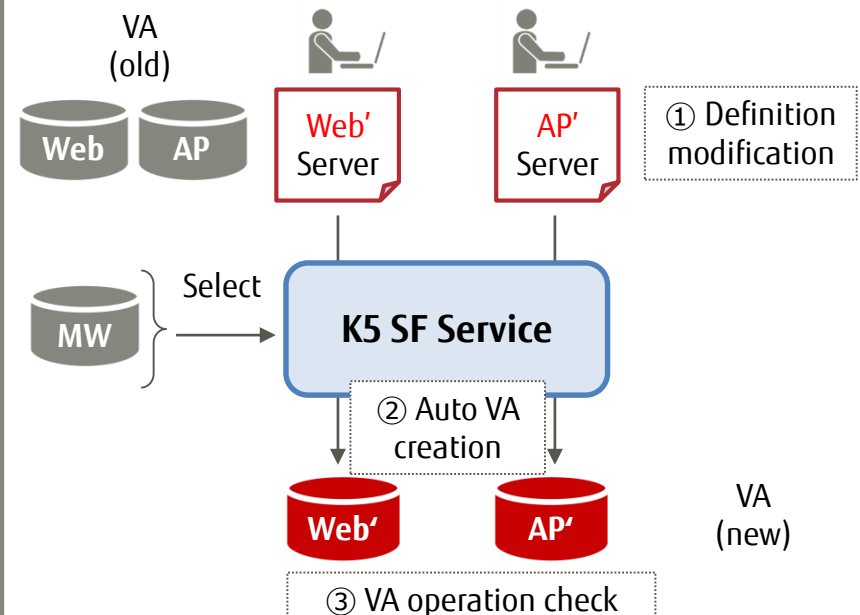 VA
(old)
Web
AP
Web’
Server
AP’
Server
① Definition
modification
MW
Select
K5 SF Service
② Auto VA
creation
Web‘
AP‘
VA
(new)
③ VA operation check